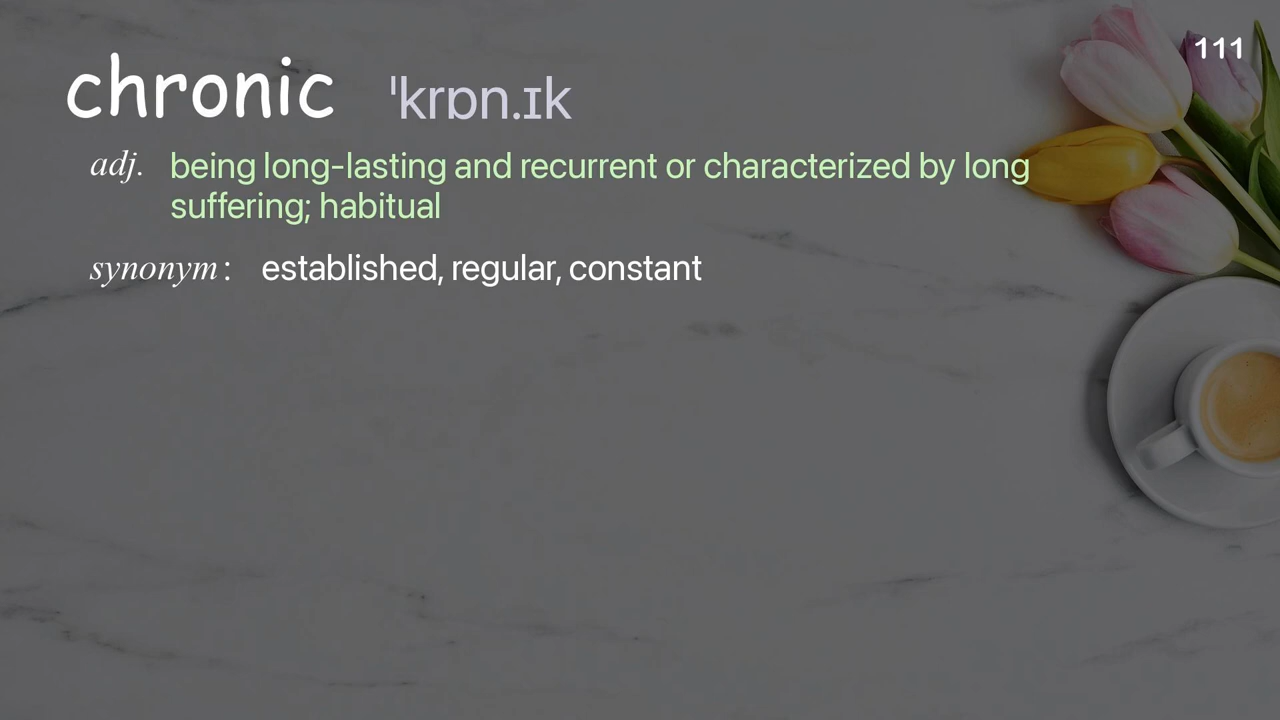 111
chronic ˈkrɒn.ɪk
adj. being long-lasting and recurrent or characterized by long
suffering; habitual
synonym : established, regular, constant